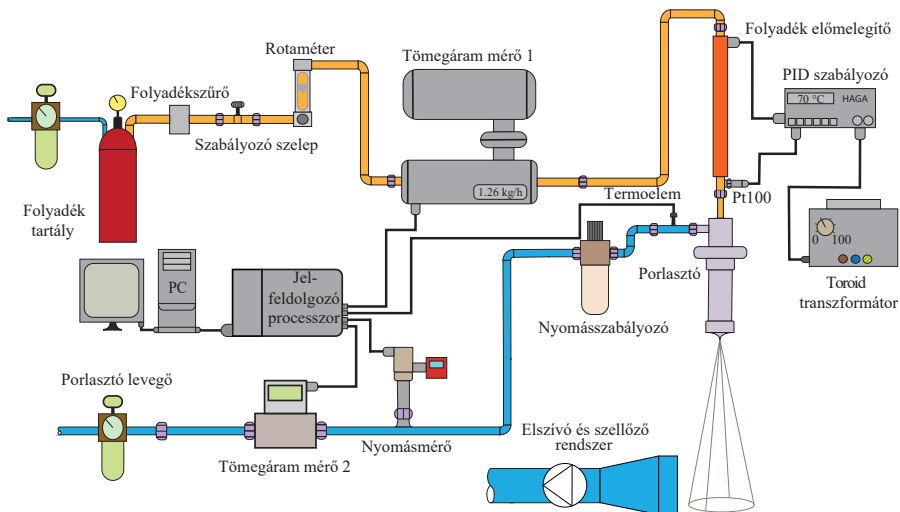 Rotaméter
Tömegáram mérő 1
Folyadék előmelegítő
PID szabályozó
Folyadékszűrő
70 °C
HAGA
Szabályozó szelep
1.26 kg/h
Termoelem
Pt100
Folyadék
tartály
0 100
Porlasztó
Toroid
transzformátor
PC
Jel-
feldolgozó
processzor
Nyomásszabályozó
Porlasztó levegő
Nyomásmérő
Elszívó és szellőző
rendszer
Tömegáram mérő 2